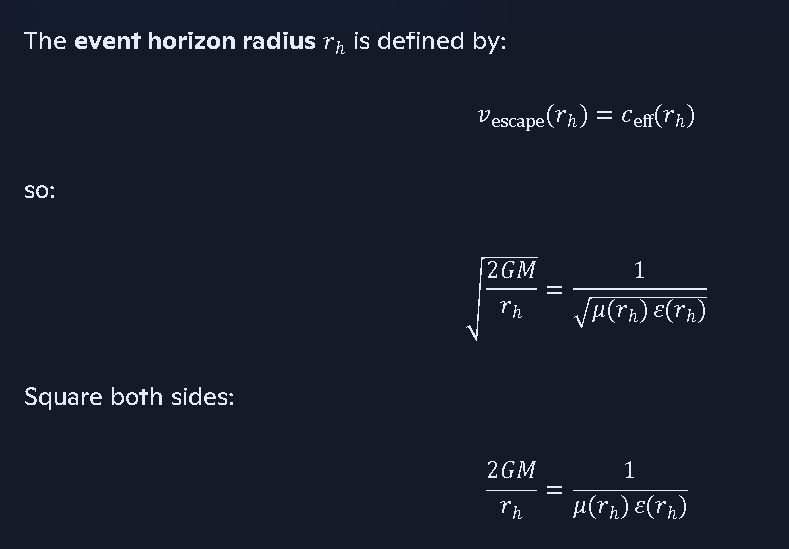 The event horizon radius r_h is defined by:
v_escape(r_h) = c_eff(r_h)
so:
√(2GM / r_h) = 1 / √(μ(r_h) ε(r_h))
Square both sides:
2GM / r_h = 1 / (μ(r_h) ε(r_h))